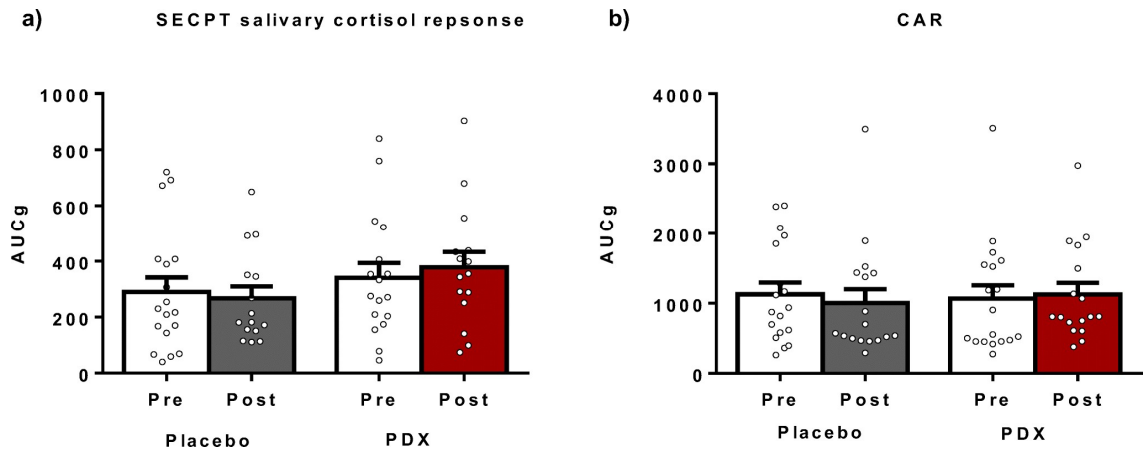 a) SECPT salivary cortisol repsonse
AUCg
1000
800
600
400
200
0
Pre Post Pre Post
Placebo PDX
b) CAR
AUCg
4000
3000
2000
1000
0
Pre Post Pre Post
Placebo PDX